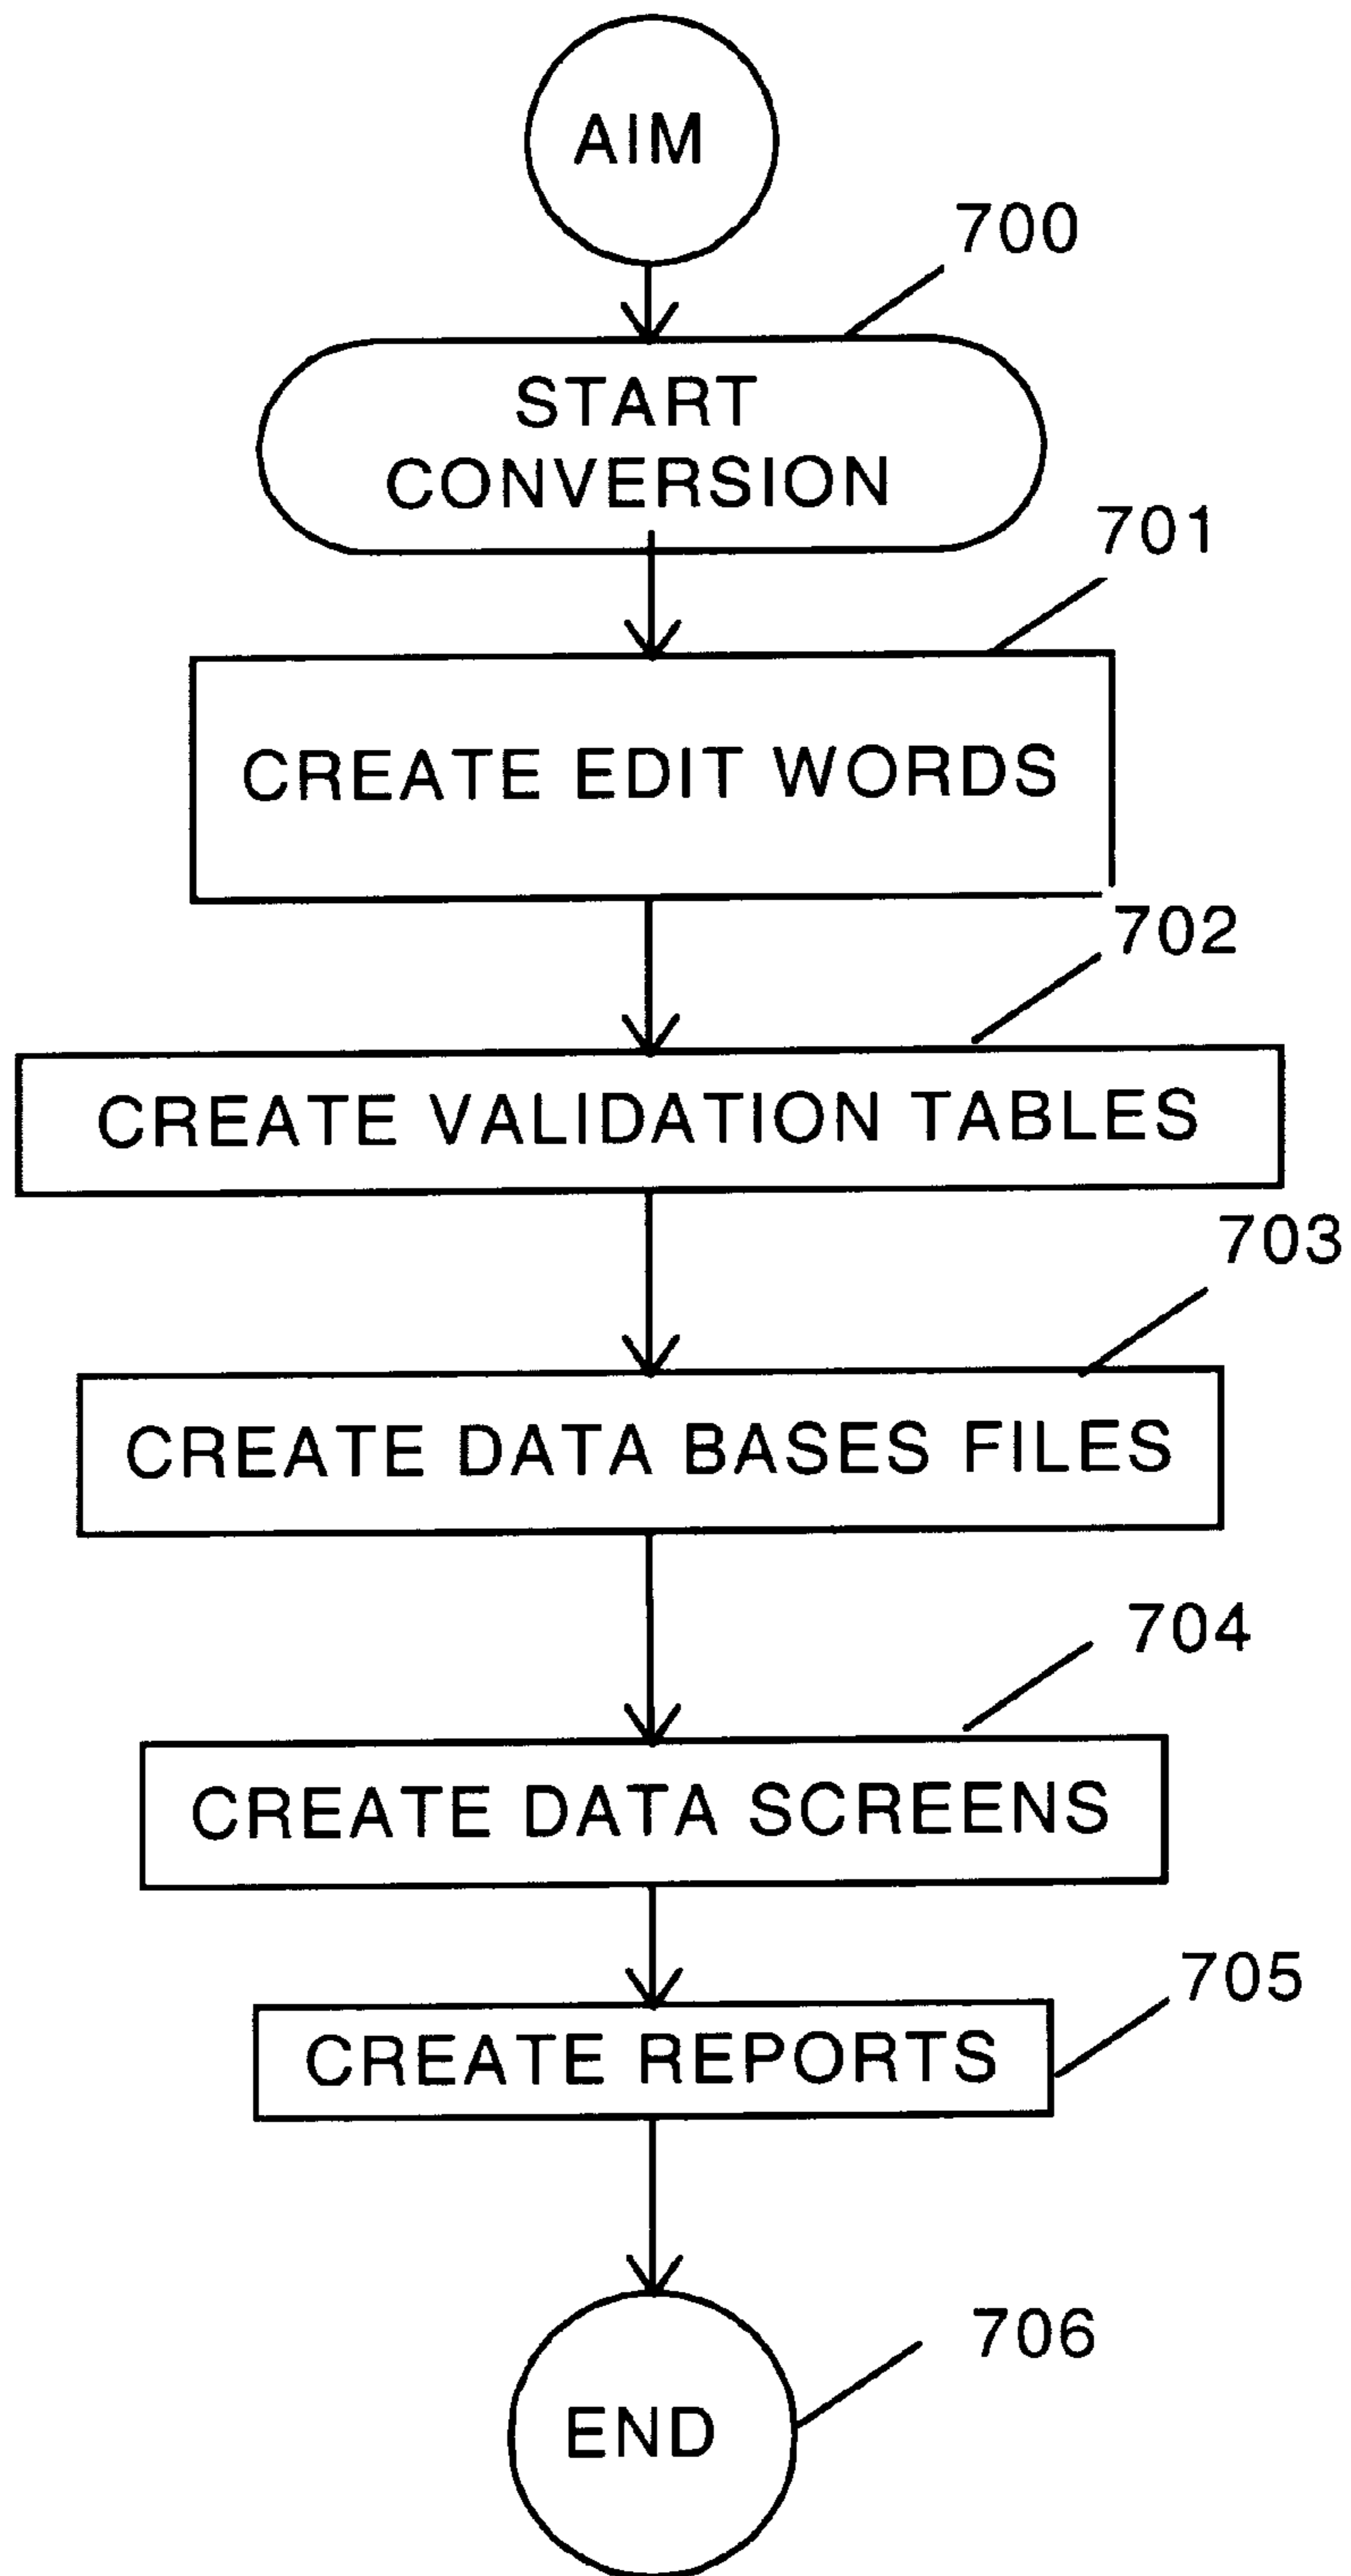 AIM
700
START
CONVERSION
701
CREATE EDIT WORDS
702
CREATE VALIDATION TABLES
703
CREATE DATA BASES FILES
704
CREATE DATA SCREENS
705
CREATE REPORTS
706
END